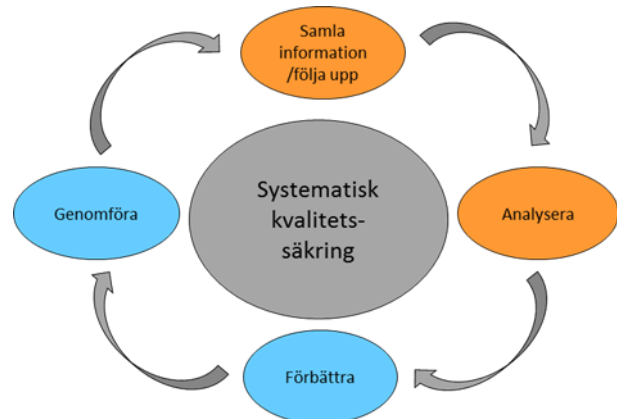 Samla
information
/följa upp
Systematisk
kvalitets-
säkring
Genomföra
Analysera
Förbättra